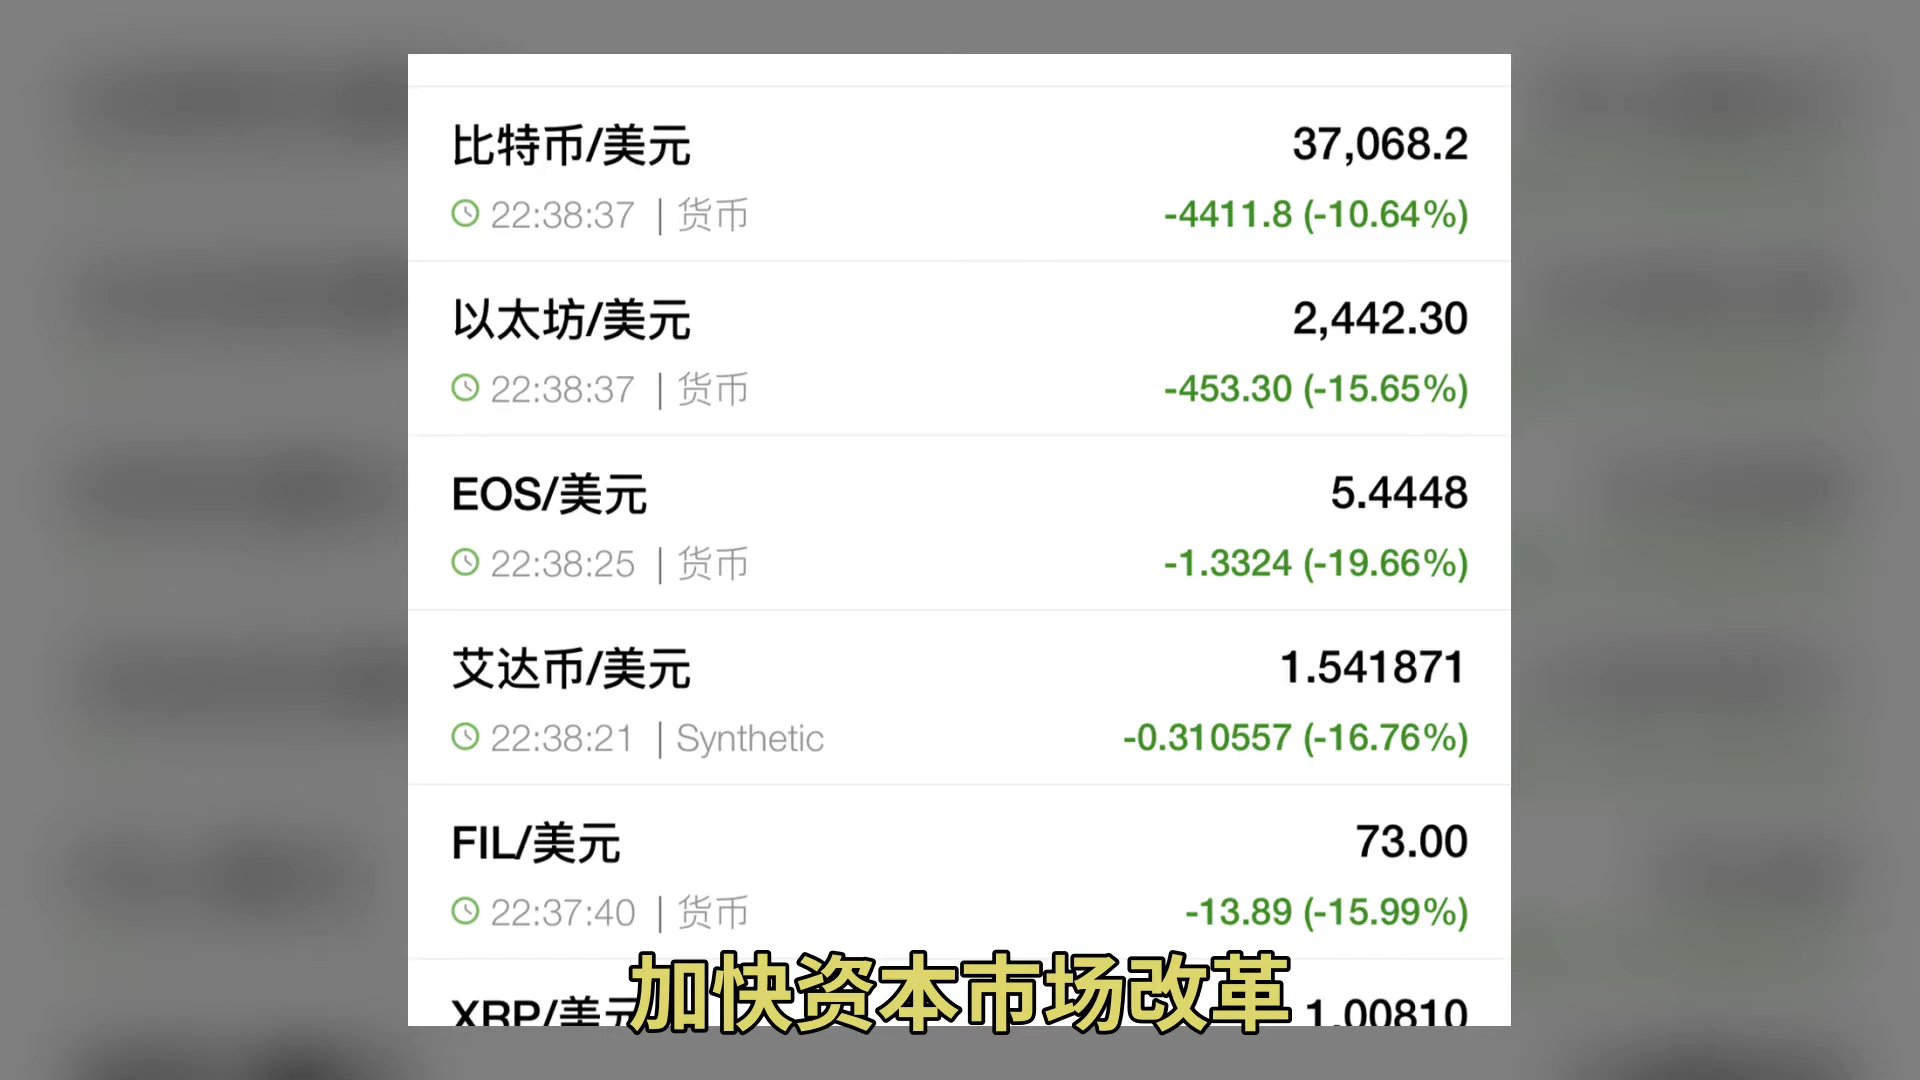 比特币/美元 37,068.2
22:38:37 | 货币 -4411.8 (-10.64%)
以太坊/美元 2,442.30
22:38:37 | 货币 -453.30 (-15.65%)
EOS/美元 5.4448
22:38:25 | 货币 -1.3324 (-19.66%)
艾达币/美元 1.541871
22:38:21 | Synthetic -0.310557 (-16.76%)
FIL/美元 73.00
22:37:40 | 货币 -13.89 (-15.99%)
XRP/美元 1.00810
加快资本市场改革